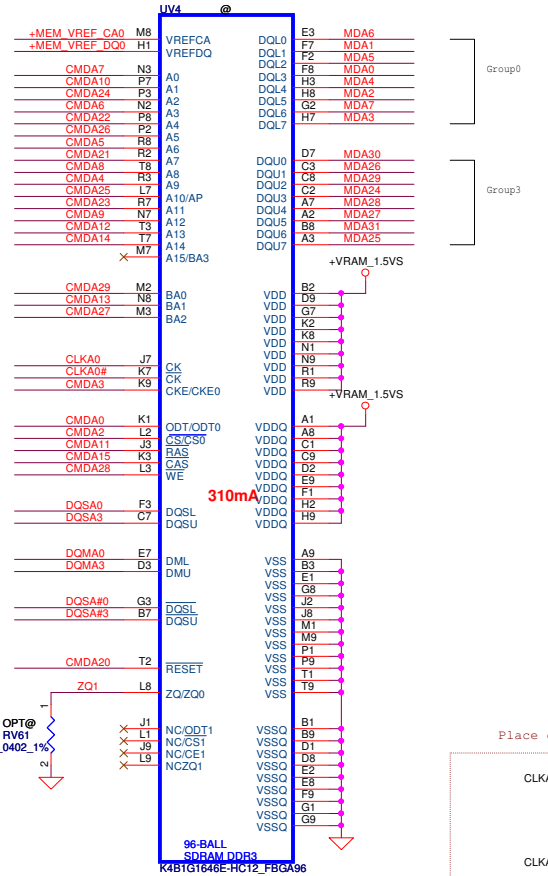 UV4 @
+MEM_VREF_CA0 M8 VREFCA
+MEM_VREF_DQ0 H1 VREFDQ
CMDA7 N3 A0
CMDA10 P7 A1
CMDA24 P3 A2
CMDA6 N2 A3
CMDA22 P8 A4
CMDA26 P2 A5
CMDA5 R8 A6
CMDA21 R2 A7
CMDA8 T8 A8
CMDA4 R3 A9
CMDA25 L7 A10/AP
CMDA23 R7 A11
CMDA9 N7 A12
CMDA12 T3 A13
CMDA14 T7 A14
M7 A15/BA3
CMDA29 M2 BA0
CMDA13 N8 BA1
CMDA27 M3 BA2
CLKA0 J7 CK
CLKA0# K7 CK
CMDA3 K9 CKE/CKE0
CMDA0 K1 ODT/ODT0
CMDA2 L2 CS/CS0
CMDA11 J3 RAS
CMDA15 K3 CAS
CMDA28 L3 WE
DQSA0 F3 DQSL
DQSA3 C7 DQSU
DQMA0 E7 DML
DQMA3 D3 DMU
DQSA#0 G3 DQSL
DQSA#3 B7 DQSU
CMDA20 T2 RESET
ZQ1 L8 ZQ/ZQ0
J1 NC/ODT1
L1 NC/CS1
J9 NC/CE1
L9 NCZQ1
1
OPT@
RV61
_0402_1%
2
310mA
DQL0 E3 MDA6
DQL1 F7 MDA1
DQL2 F2 MDA5
DQL3 F8 MDA0
DQL4 H3 MDA4
DQL5 H8 MDA2
DQL6 G2 MDA7
DQL7 H7 MDA3
Group0
DQU0 D7 MDA30
DQU1 C3 MDA26
DQU2 C8 MDA29
DQU3 C2 MDA24
DQU4 A7 MDA28
DQU5 A2 MDA27
DQU6 B8 MDA31
DQU7 A3 MDA25
Group3
+VRAM_1.5VS
VDD B2
VDD D9
VDD G7
VDD K2
VDD K8
VDD N1
VDD N9
VDD R1
VDD R9
+VRAM_1.5VS
VDDQ A1
VDDQ A8
VDDQ C1
VDDQ C9
VDDQ D2
VDDQ E9
VDDQ F1
VDDQ H2
VDDQ H9
VSS A9
VSS B3
VSS E1
VSS G8
VSS J2
VSS J8
VSS M1
VSS M9
VSS P1
VSS P9
VSS T1
VSS T9
VSSQ B1
VSSQ B9
VSSQ D1
VSSQ D8
VSSQ E2
VSSQ E8
VSSQ F9
VSSQ G1
VSSQ G9
96-BALL
SDRAM DDR3
K4B1G1646E-HC12_FBGA96
Place
CLKA
CLKA